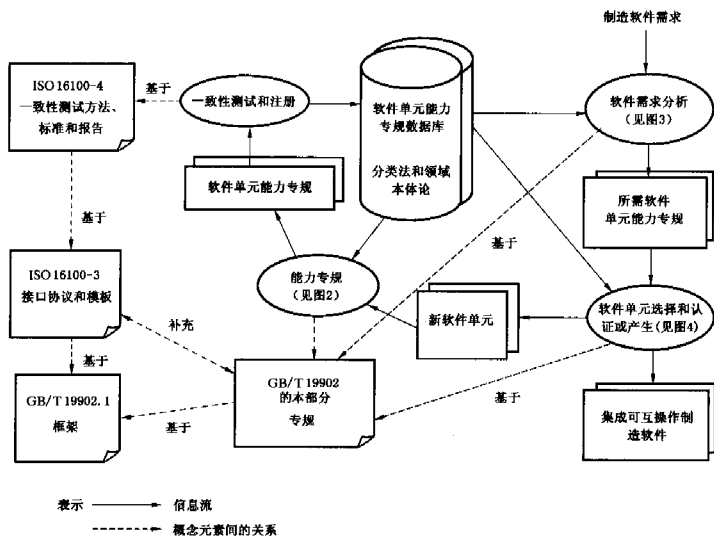 制造软件需求
ISO 16100-4
一致性测试方法、
标准和报告
基于
一致性测试和注册
软件单元能力
专规数据库
分类法和领域
本体论
软件需求分析
（见图3）
软件单元能力专规
所需软件
单元能力专规
基于
基于
ISO 16100-3
接口协议和模板
能力专规
（见图2）
新软件单元
软件单元选择和认
证或产生(见图4)
补充
基于
GB/T 19902.1
框架
基于
GB/T 19902
的本部分
专规
基于
集成可互操作制
造软件
表示
信息流
概念元素间的关系